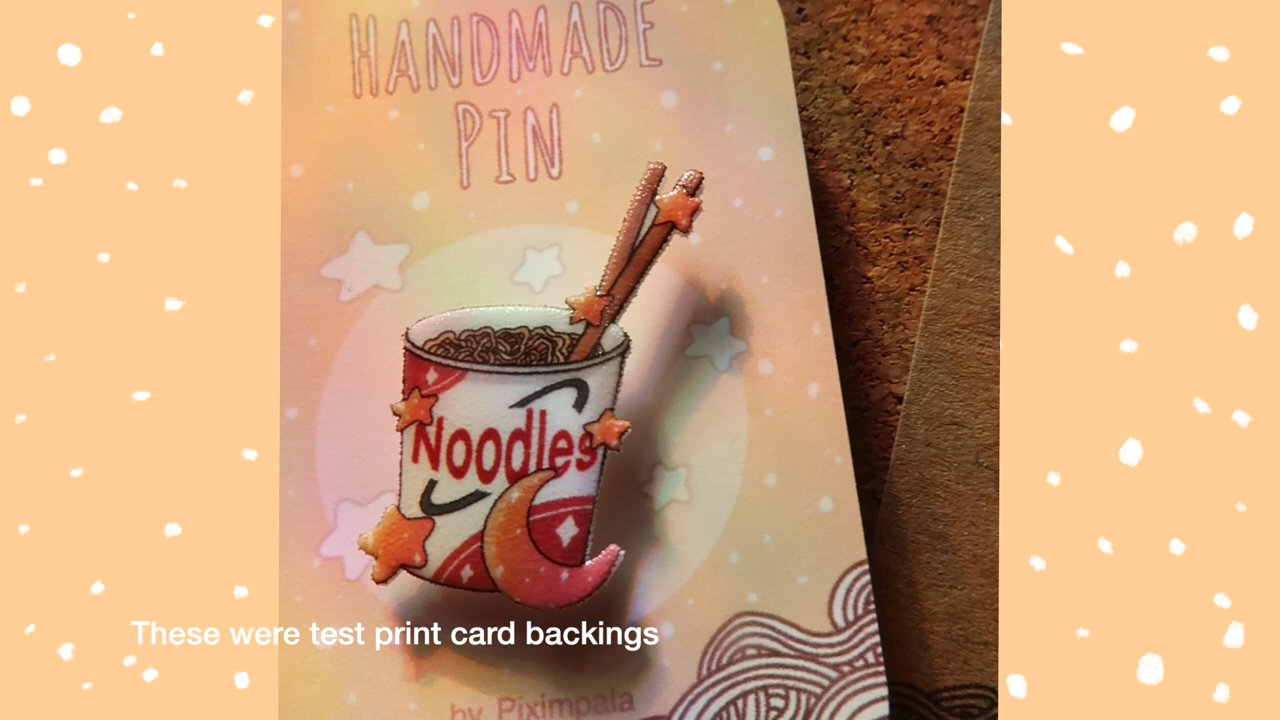 HANDMADE
PIN
Noodles
These were test print card backings
by Piximpala